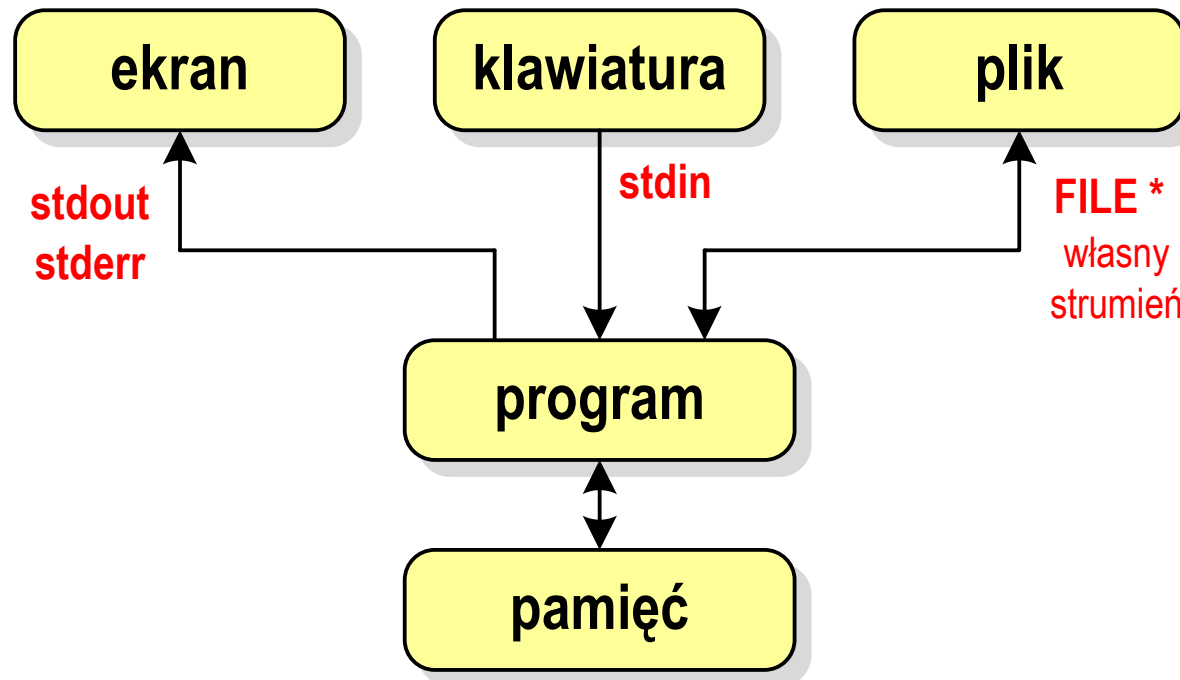 ekran
klawiatura
plik
stdout
stderr
stdin
FILE *
własny
strumień
program
pamięć